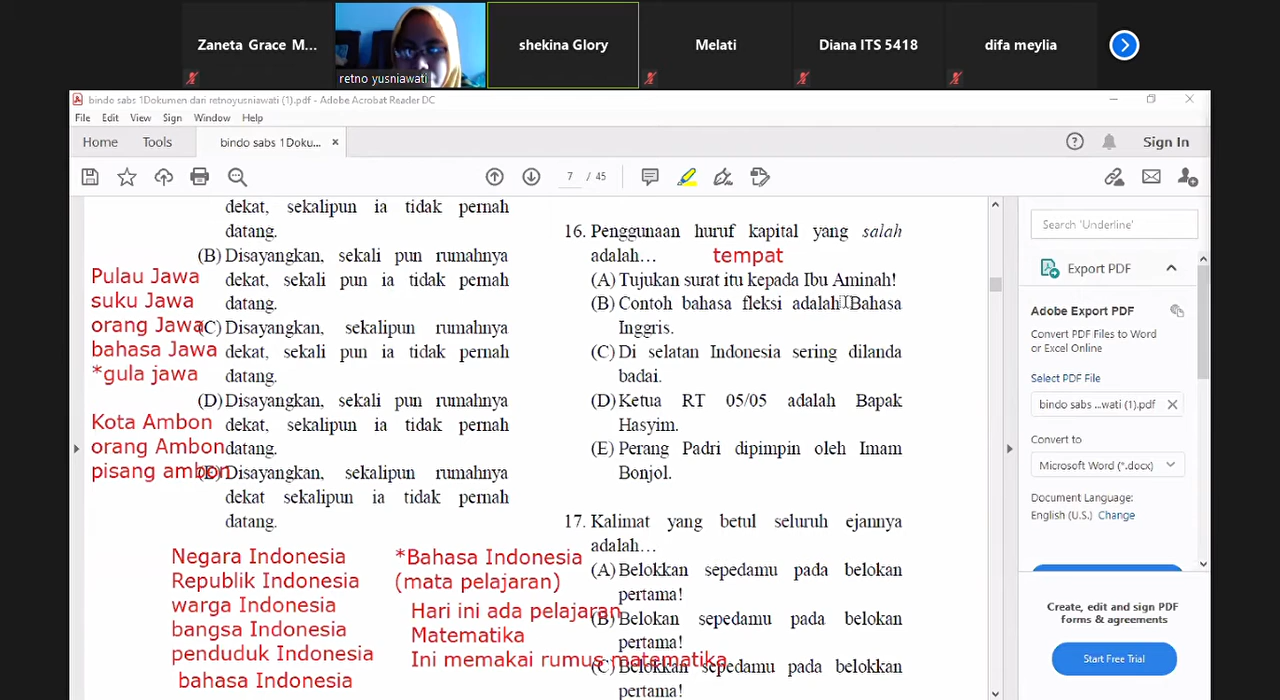 Zaneta Grace M...
retno yusniawati
shekina Glory
Melati
Diana ITS 5418
difa meylia
bindo sabs 1Dokumen dari retnoyusniawati (1).pdf - Adobe Acrobat Reader DC
File Edit View Sign Window Help
Home Tools bindo sabs 1Doku... ×
Sign In
7 / 45
dekat, sekalipun ia tidak pernah
datang.
(B) Disayangkan, sekali pun rumahnya
dekat, sekalipun ia tidak pernah
datang.
(C) Disayangkan, sekalipun rumahnya
dekat, sekali pun ia tidak pernah
datang.
(D) Disayangkan, sekali pun rumahnya
dekat, sekali pun ia tidak pernah
datang.
(E) Disayangkan, sekalipun rumahnya
dekat sekalipun ia tidak pernah
datang.
Pulau Jawa
suku Jawa
orang Jawa
bahasa Jawa
*gula jawa
Kota Ambon
orang Ambon
pisang ambon
Negara Indonesia
Republik Indonesia
warga Indonesia
bangsa Indonesia
penduduk Indonesia
bahasa Indonesia
*Bahasa Indonesia
(mata pelajaran)
Hari ini ada pelajaran
Matematika
Ini memakai rumus matematika
16. Penggunaan huruf kapital yang salah
adalah... tempat
(A) Tujukan surat itu kepada Ibu Aminah!
(B) Contoh bahasa fleksi adalah Bahasa
Inggris.
(C) Di selatan Indonesia sering dilanda
badai.
(D) Ketua RT 05/05 adalah Bapak
Hasyim.
(E) Perang Padri dipimpin oleh Imam
Bonjol.
17. Kalimat yang betul seluruh ejannya
adalah...
(A) Belokkan sepedamu pada belokan
pertama!
(B) Belokan sepedamu pada belokan
pertama!
(C) Belokkan sepedamu pada belokkan
pertama!
Search 'Underline'
Export PDF
Adobe Export PDF
Convert PDF Files to Word
or Excel Online
Select PDF File
bindo sabs ...wati (1).pdf ×
Convert to
Microsoft Word (*.docx)
Document Language:
English (U.S.) Change
Create, edit and sign PDF
forms & agreements
Start Free Trial